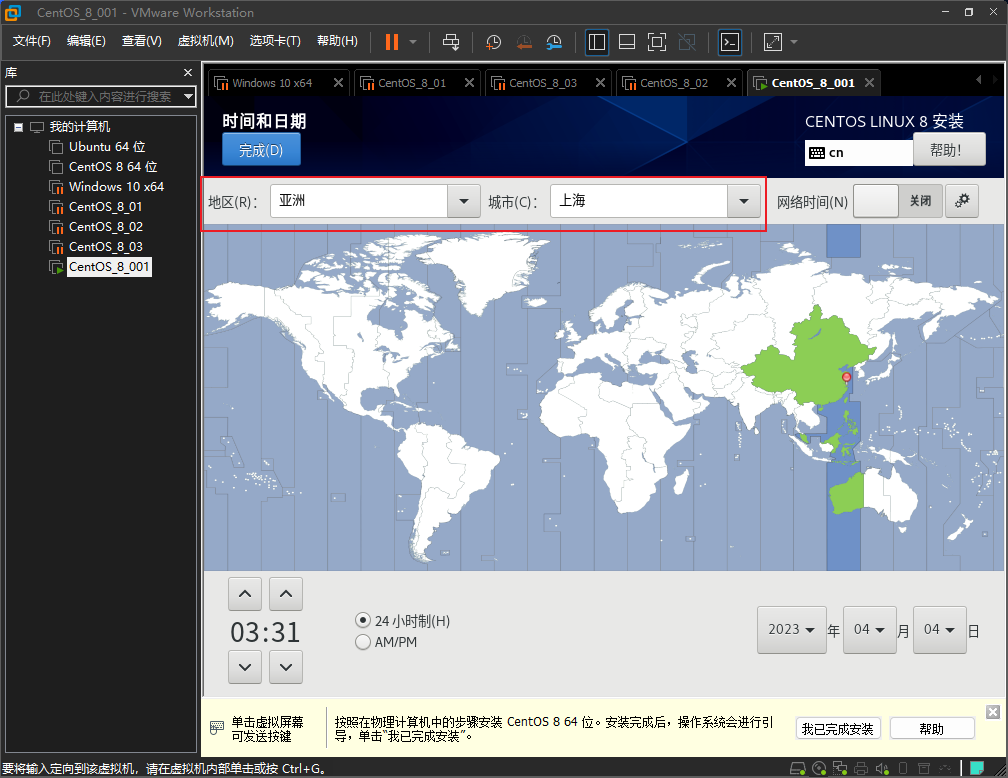 CentOS_8_001 - VMware Workstation
文件(F) 编辑(E) 查看(V) 虚拟机(M) 选项卡(T) 帮助(H)
库
在此处键入内容进行搜索
我的计算机
Ubuntu 64 位
CentOS 8 64 位
Windows 10 x64
CentOS_8_01
CentOS_8_02
CentOS_8_03
CentOS_8_001
Windows 10 x64 CentOS_8_01 CentOS_8_03 CentOS_8_02 CentOS_8_001
时间和日期
完成(D)
CENTOS LINUX 8 安装
cn 帮助!
地区(R): 亚洲 城市(C): 上海 网络时间(N) 关闭
03:31
24 小时制(H)
AM/PM
2023 年 04 月 04 日
单击虚拟屏幕
可发送按键
按照在物理计算机中的步骤安装 CentOS 8 64 位。安装完成后，操作系统会进行引
导，单击“我已完成安装”。
我已完成安装 帮助
要将输入定向到该虚拟机，请在虚拟机内部单击或按 Ctrl+G。